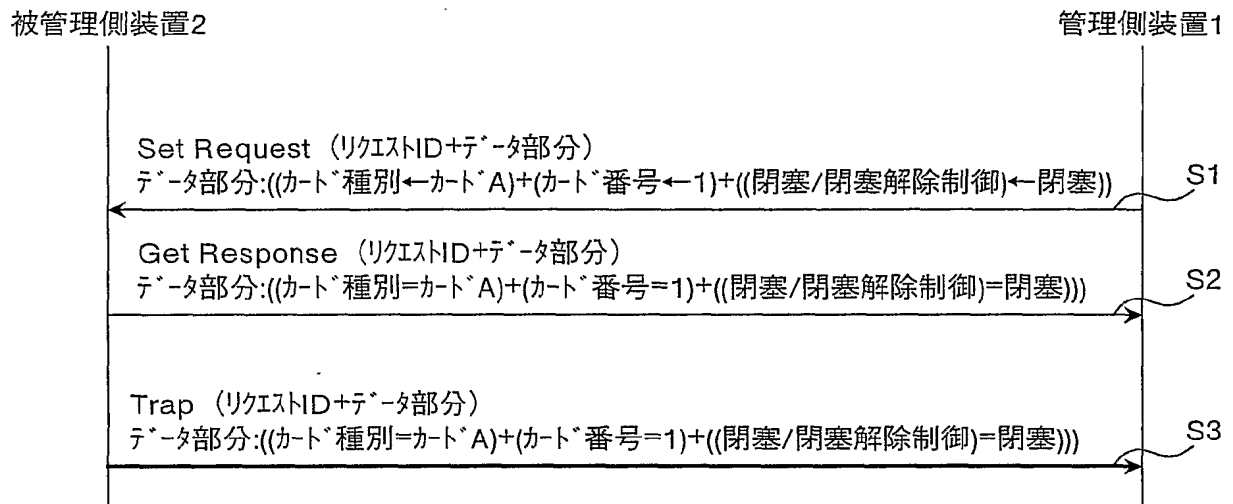 被管理側装置2
管理側装置1
Set Request（ﾘｸｴｽﾄID+ﾃﾞｰﾀ部分）
ﾃﾞｰﾀ部分:((ｶｰﾄﾞ種別←ｶｰﾄﾞA)+(ｶｰﾄﾞ番号←1)+((閉塞/閉塞解除制御)←閉塞))
S1
Get Response（ﾘｸｴｽﾄID+ﾃﾞｰﾀ部分）
ﾃﾞｰﾀ部分:((ｶｰﾄﾞ種別=ｶｰﾄﾞA)+(ｶｰﾄﾞ番号=1)+((閉塞/閉塞解除制御)=閉塞)))
S2
Trap（ﾘｸｴｽﾄID+ﾃﾞｰﾀ部分）
ﾃﾞｰﾀ部分:((ｶｰﾄﾞ種別=ｶｰﾄﾞA)+(ｶｰﾄﾞ番号=1)+((閉塞/閉塞解除制御)=閉塞)))
S3